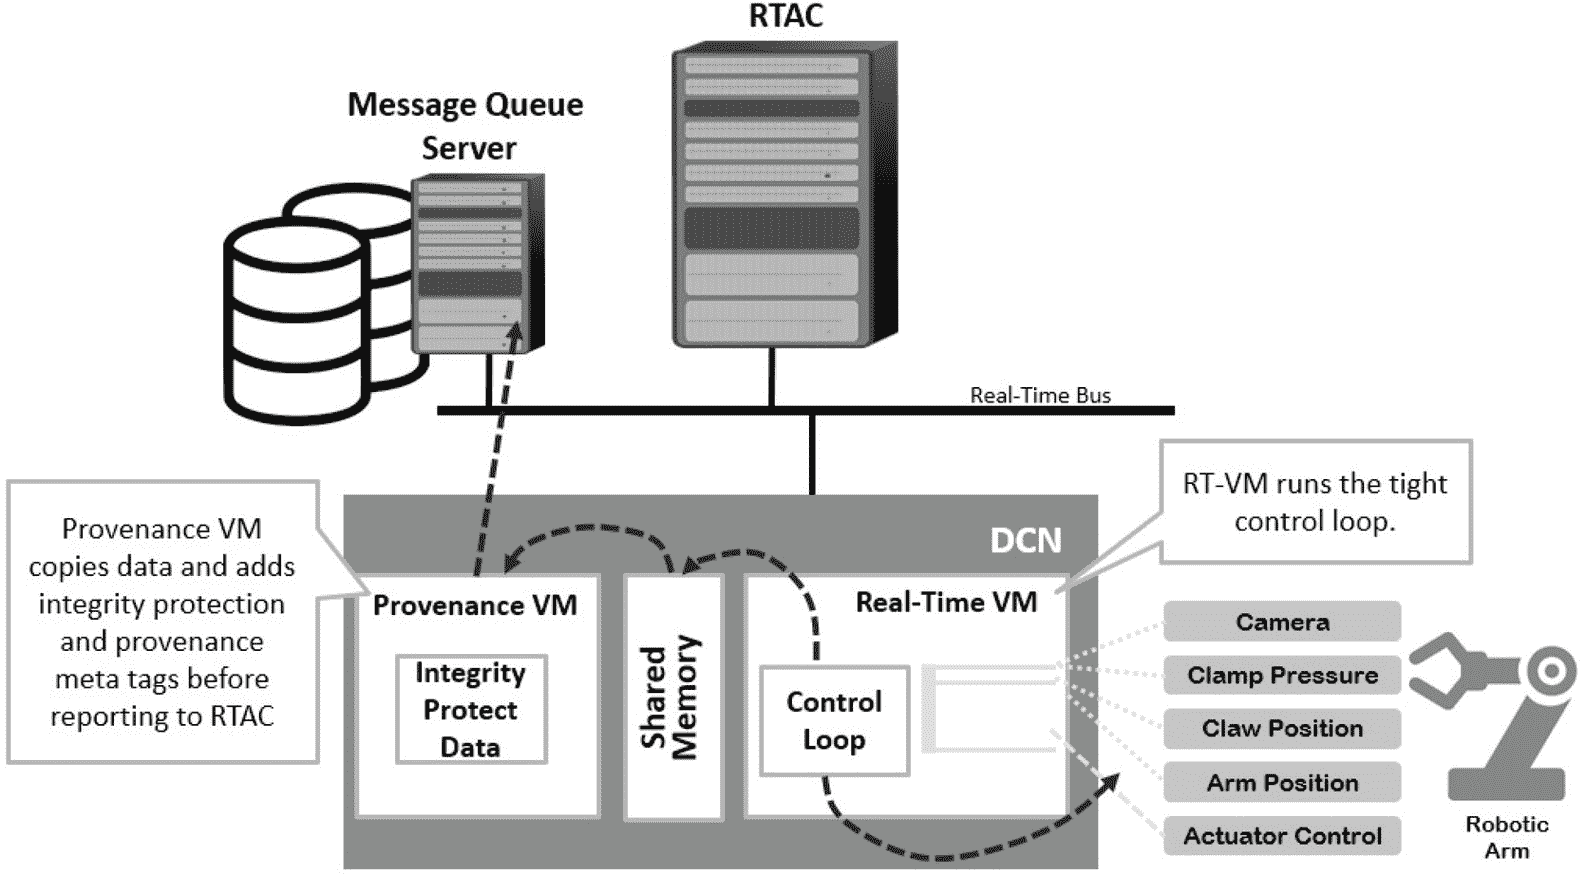 RTAC
Message Queue
Server
Real-Time Bus
Provenance VM
copies data and adds
integrity protection
and provenance
meta tags before
reporting to RTAC
RT-VM runs the tight
control loop.
DCN
Provenance VM
Integrity
Protect
Data
Shared
Memory
Real-Time VM
Control
Loop
Camera
Clamp Pressure
Claw Position
Arm Position
Actuator Control
Robotic
Arm